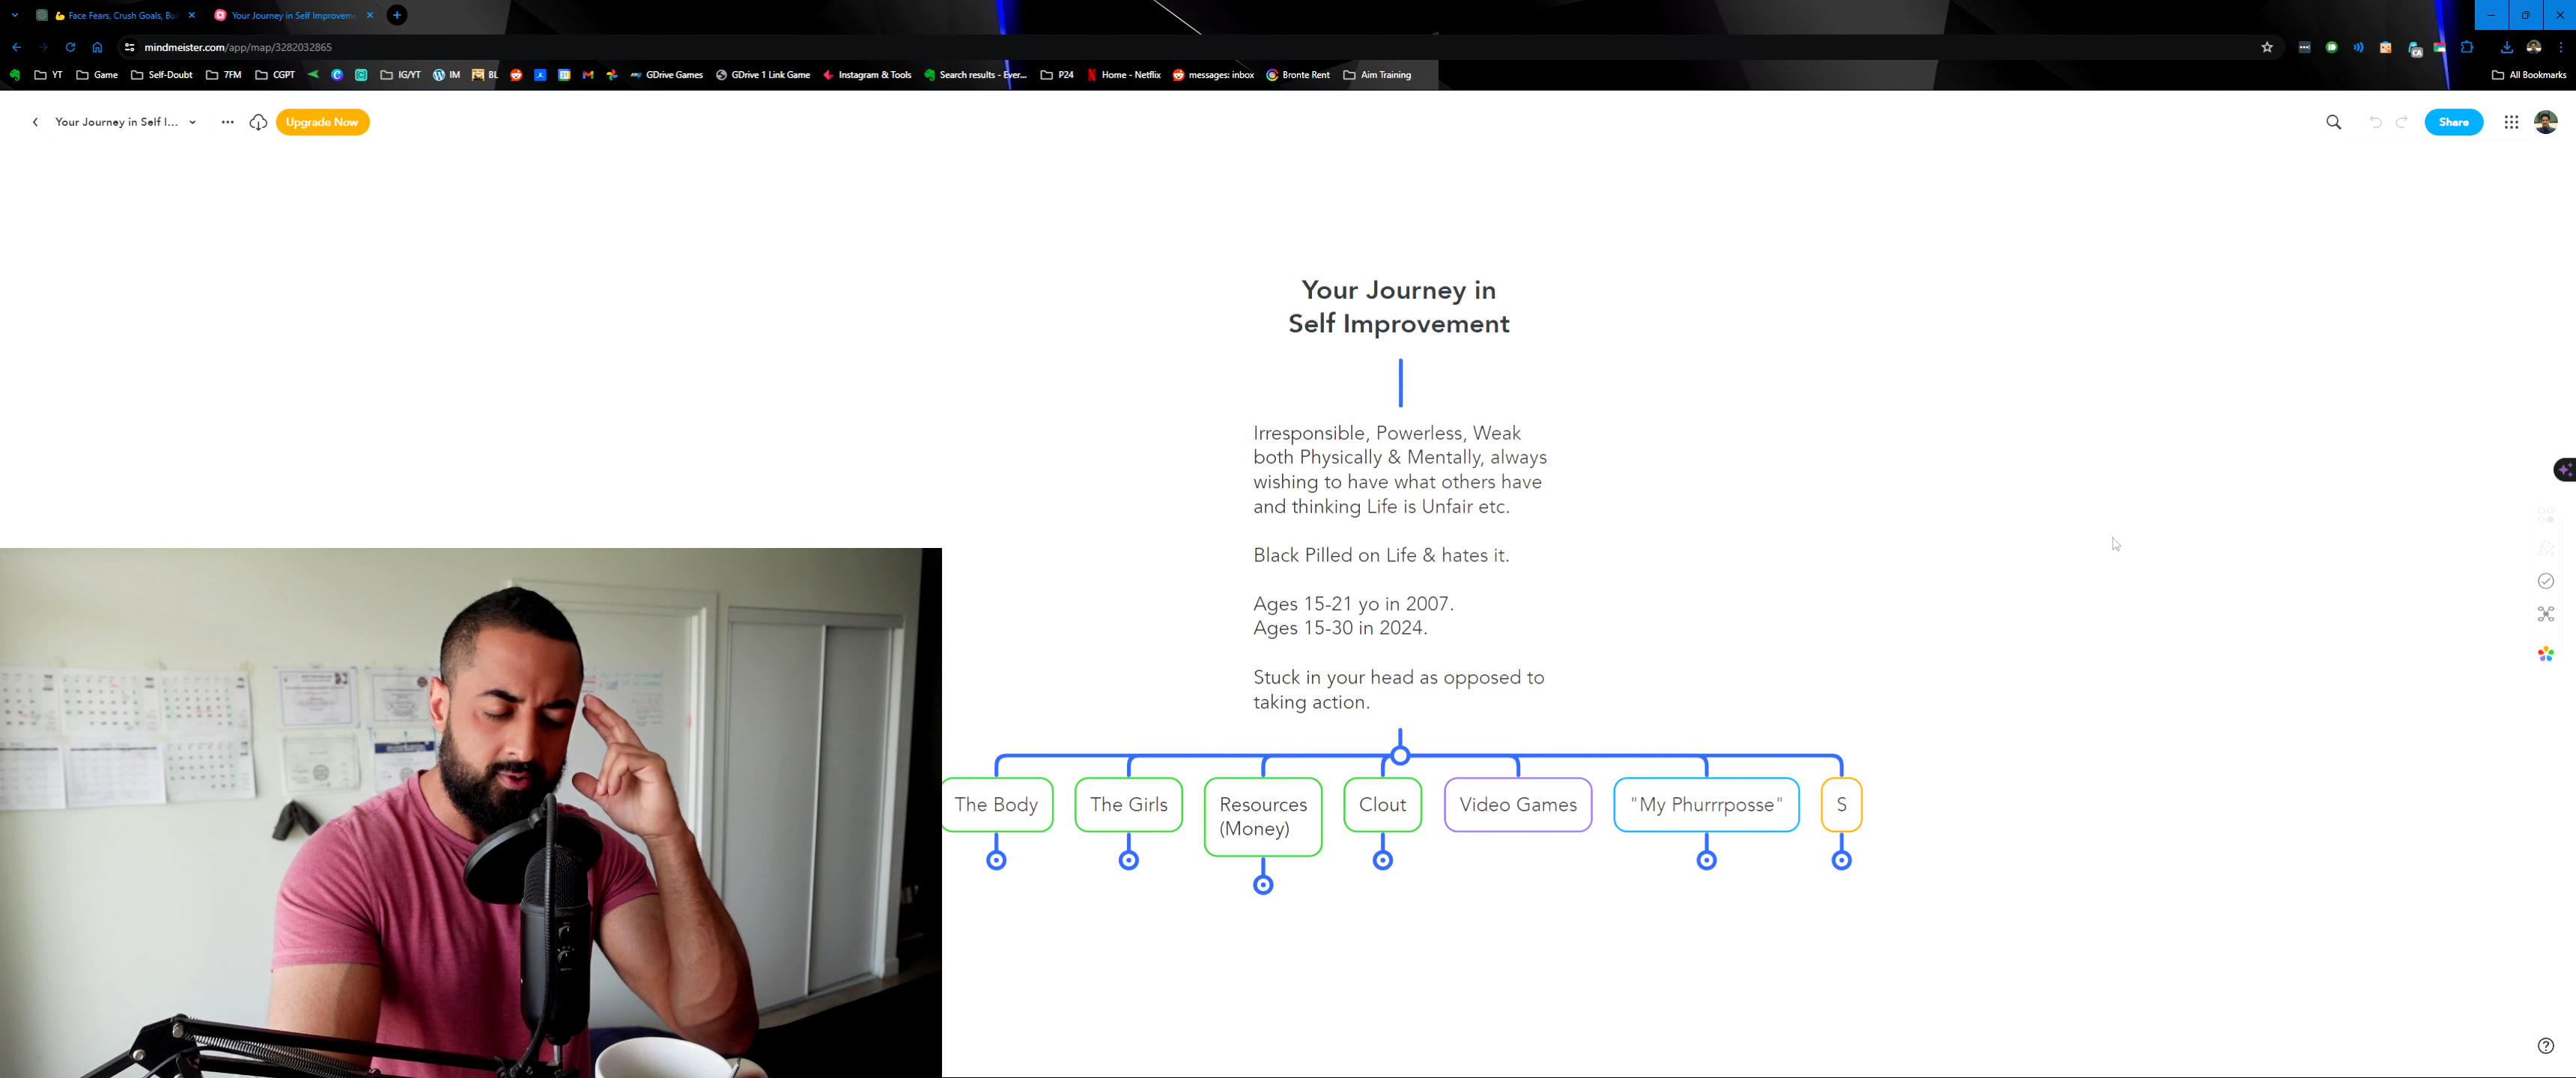 💪 Face Fears, Crush Goals, Bu
Your Journey in Self Improveme
mindmeister.com/app/map/3282032865
YT
Game
Self-Doubt
7FM
CGPT
IG/YT
IM
BL
GDrive Games
GDrive 1 Link Game
Instagram & Tools
Search results - Ever...
P24
Home - Netflix
messages: inbox
Bronte Rent
Aim Training
All Bookmarks
Your Journey in Self I...
Upgrade Now
Share
Your Journey in
Self Improvement
Irresponsible, Powerless, Weak
both Physically & Mentally, always
wishing to have what others have
and thinking Life is Unfair etc.
Black Pilled on Life & hates it.
Ages 15-21 yo in 2007.
Ages 15-30 in 2024.
Stuck in your head as opposed to
taking action.
The Body
The Girls
Resources
(Money)
Clout
Video Games
"My Phurrrposse"
S